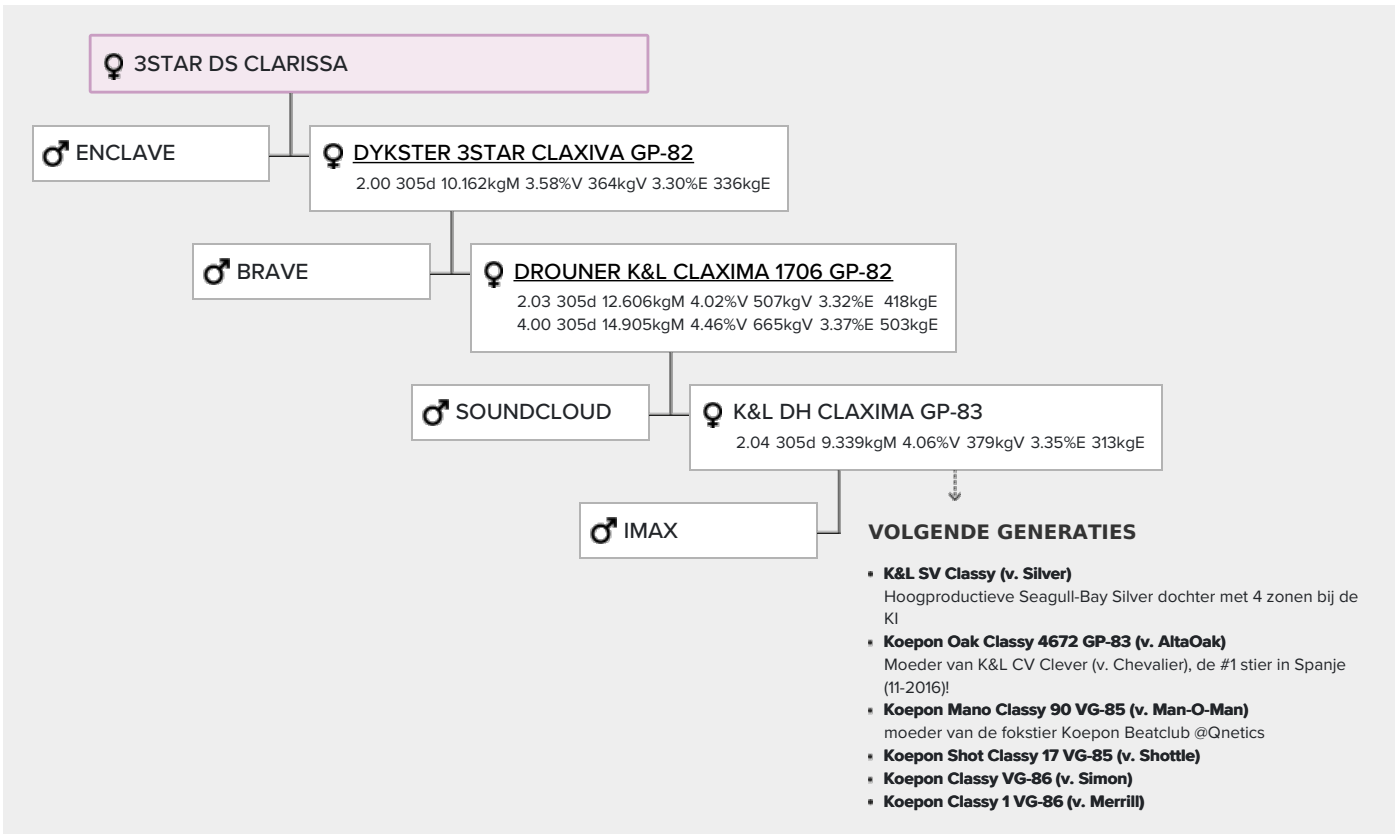 3STAR DS CLARISSA
ENCLAVE
DYKSTER 3STAR CLAXIVA GP-82
2.00 305d 10.162kgM 3.58%V 364kgV 3.30%E 336kgE
BRAVE
DROUNER K&L CLAXIMA 1706 GP-82
2.03 305d 12.606kgM 4.02%V 507kgV 3.32%E 418kgE
4.00 305d 14.905kgM 4.46%V 665kgV 3.37%E 503kgE
SOUNDCLOUD
K&L DH CLAXIMA GP-83
2.04 305d 9.339kgM 4.06%V 379kgV 3.35%E 313kgE
IMAX
VOLGENDE GENERATIES
K&L SV Classy (v. Silver)
Hoogproductieve Seagull-Bay Silver dochter met 4 zonen bij de
KI
Koepon Oak Classy 4672 GP-83 (v. AltaOak)
Moeder van K&L CV Clever (v. Chevalier), de #1 stier in Spanje
(11-2016)!
Koepon Mano Classy 90 VG-85 (v. Man-O-Man)
moeder van de fokstier Koepon Beatclub @Qnetics
Koepon Shot Classy 17 VG-85 (v. Shottle)
Koepon Classy VG-86 (v. Simon)
Koepon Classy 1 VG-86 (v. Merrill)